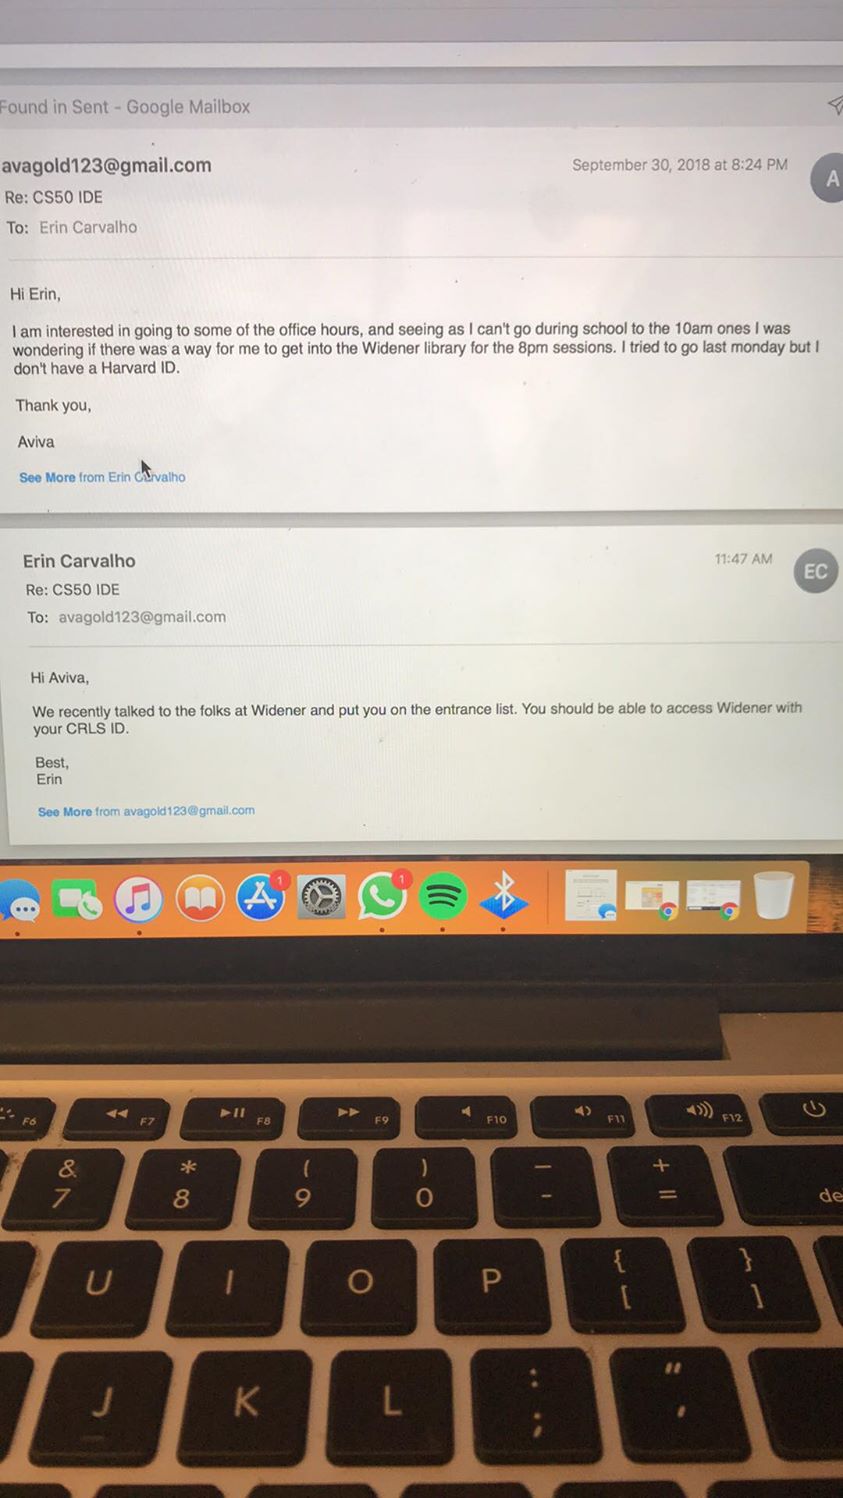 Found in Sent - Google Mailbox
avagold123@gmail.com
September 30, 2018 at 8:24 PM
A
Re: CS50 IDE
To: Erin Carvalho
Hi Erin,
I am interested in going to some of the office hours, and seeing as I can't go during school to the 10am ones I was
wondering if there was a way for me to get into the Widener library for the 8pm sessions. I tried to go last monday but I
don't have a Harvard ID.
Thank you,
Aviva
See More from Erin Carvalho
Erin Carvalho
11:47 AM
EC
Re: CS50 IDE
To: avagold123@gmail.com
Hi Aviva,
We recently talked to the folks at Widener and put you on the entrance list. You should be able to access Widener with
your CRLS ID.
Best,
Erin
See More from avagold123@gmail.com
1
1
F6 F7 F8 F9 F10 F11 F12
& * ( ) — +
7 8 9 0 - =
de
U I O P { }
[ ]
J K L : "
; '